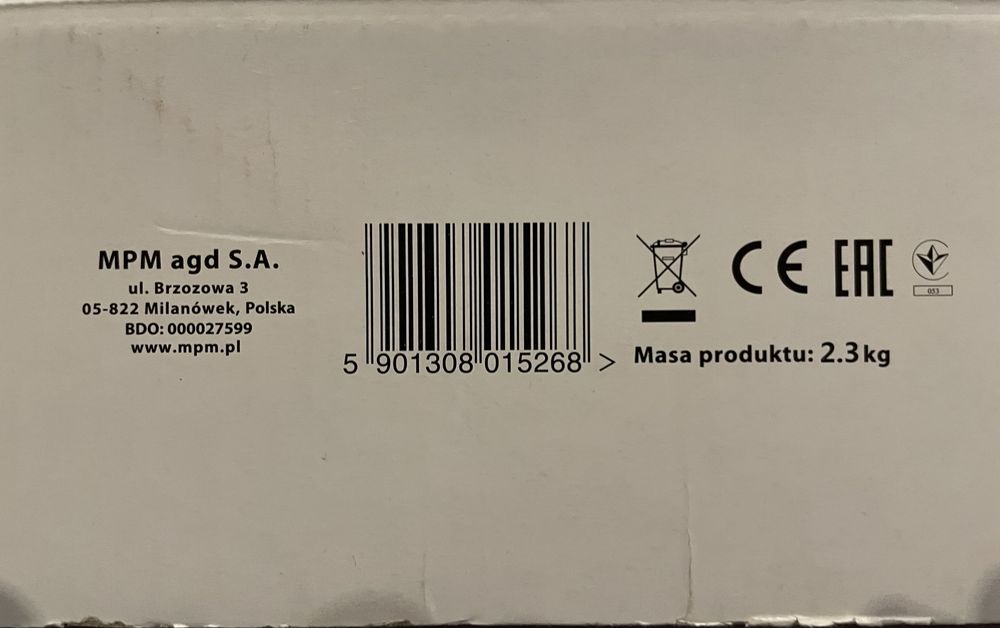 MPM agd S.A.
ul. Brzozowa 3
05-822 Milanówek, Polska
BDO: 000027599
www.mpm.pl
5 901308 015268 >
CE EAC
053
Masa produktu: 2.3 kg